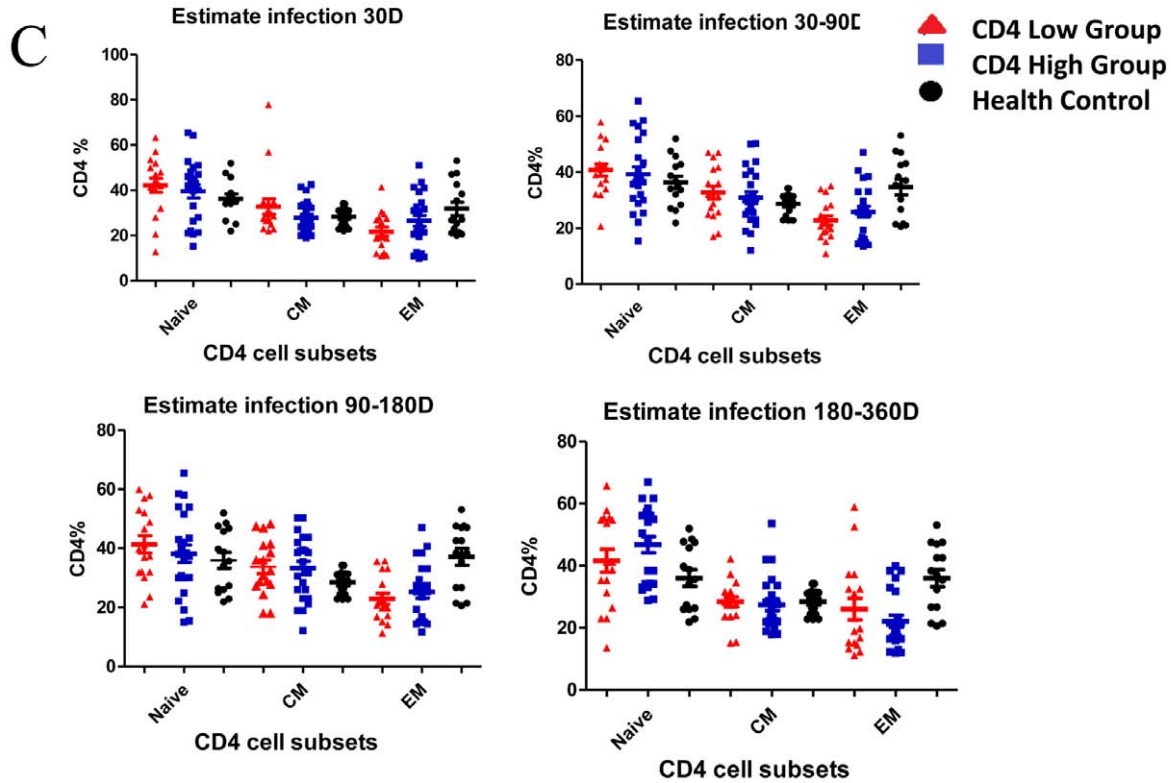 C
Estimate infection 30D
100
80
60
40
20
0
CD4 %
Naive
CM
EM
CD4 cell subsets
Estimate infection 30-90D
80
60
40
20
0
CD4%
Naive
CM
EM
CD4 cell subsets
CD4 Low Group
CD4 High Group
Health Control
Estimate infection 90-180D
80
60
40
20
0
CD4%
Naive
CM
EM
CD4 cell subsets
Estimate infection 180-360D
80
60
40
20
0
CD4%
Naive
CM
EM
CD4 cell subsets